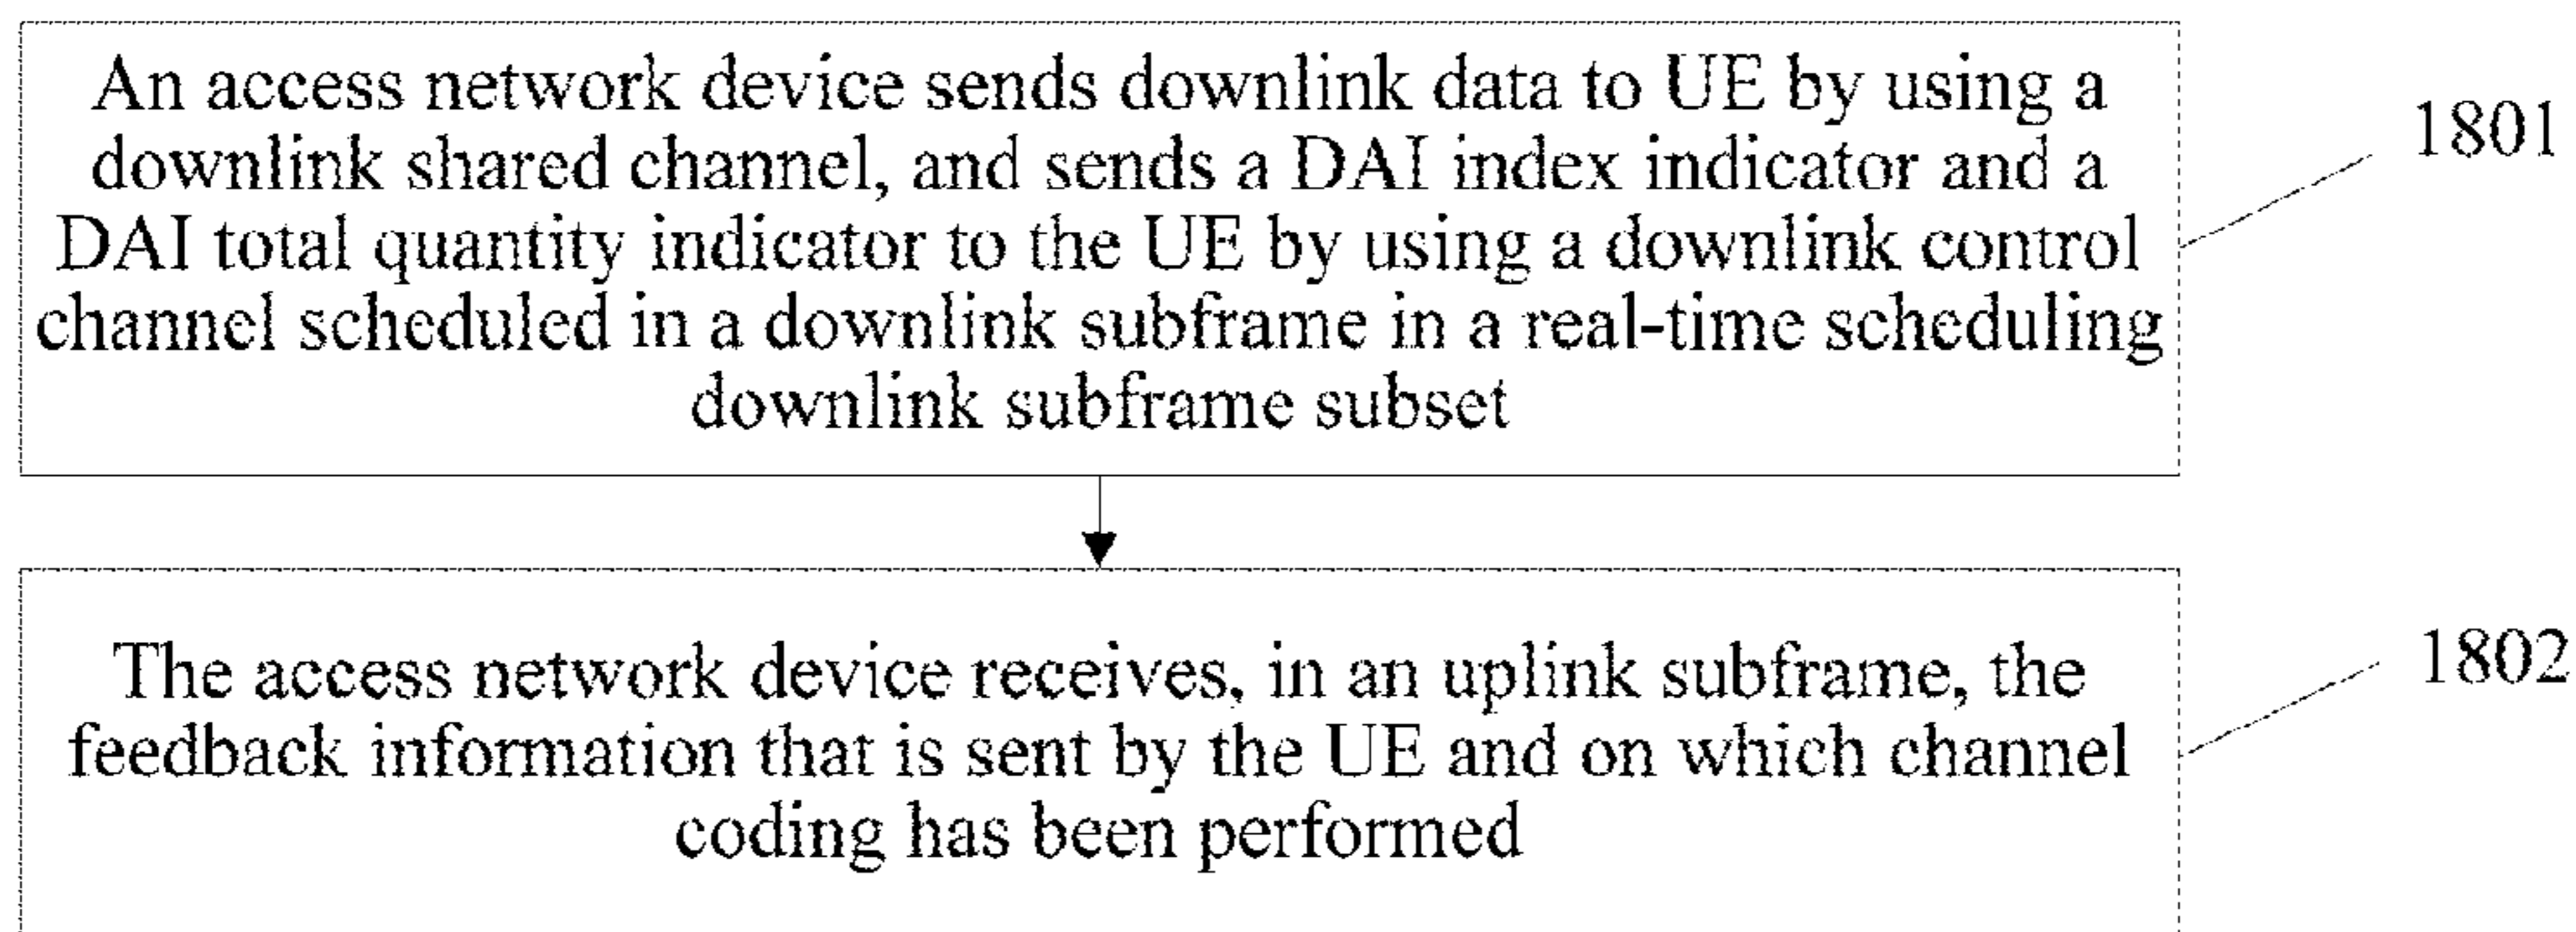 An access network device sends downlink data to UE by using a
downlink shared channel, and sends a DAI index indicator and a
DAI total quantity indicator to the UE by using a downlink control
channel scheduled in a downlink subframe in a real-time scheduling
downlink subframe subset
1801
The access network device receives, in an uplink subframe, the
feedback information that is sent by the UE and on which channel
coding has been performed
1802